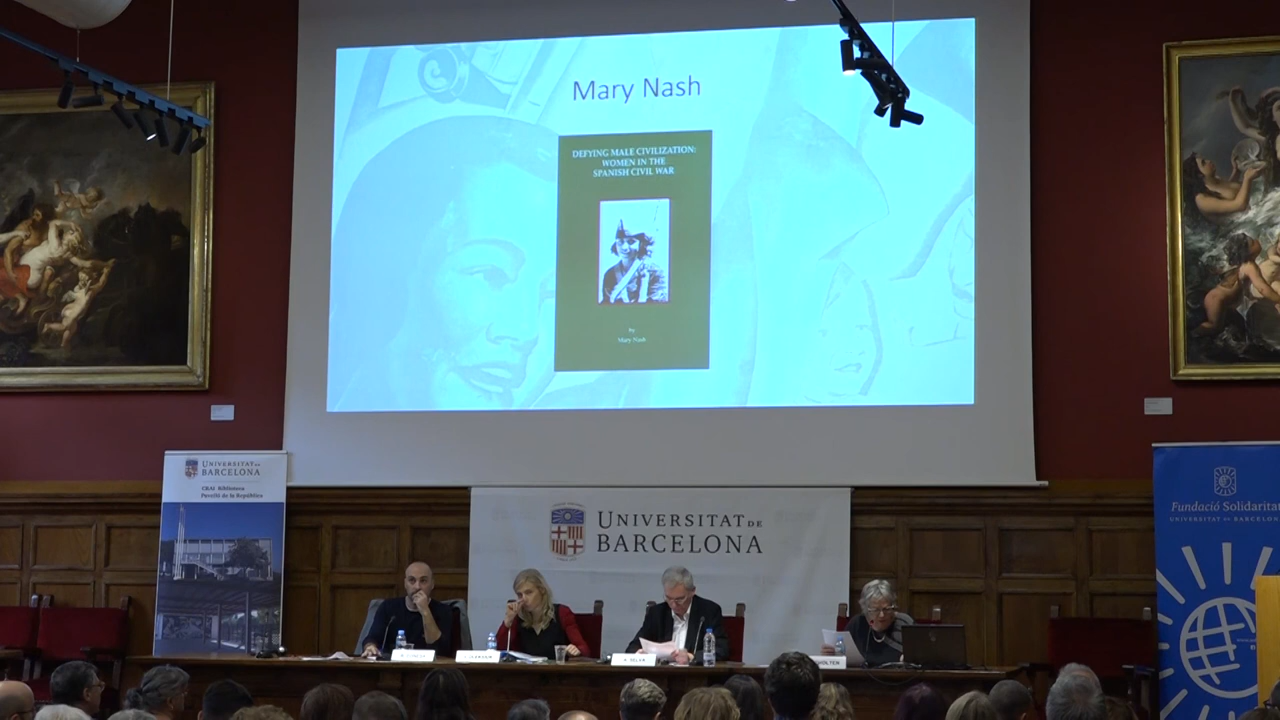 Mary Nash
DEFYING MALE CIVILIZATION:
WOMEN IN THE
SPANISH CIVIL WAR
by
Mary Nash
UNIVERSITAT DE
BARCELONA
CRAI Biblioteca
Pavelló de la República
UNIVERSITAT DE
BARCELONA
Fundació Solidaritat
UNIVERSITAT DE BARCELONA